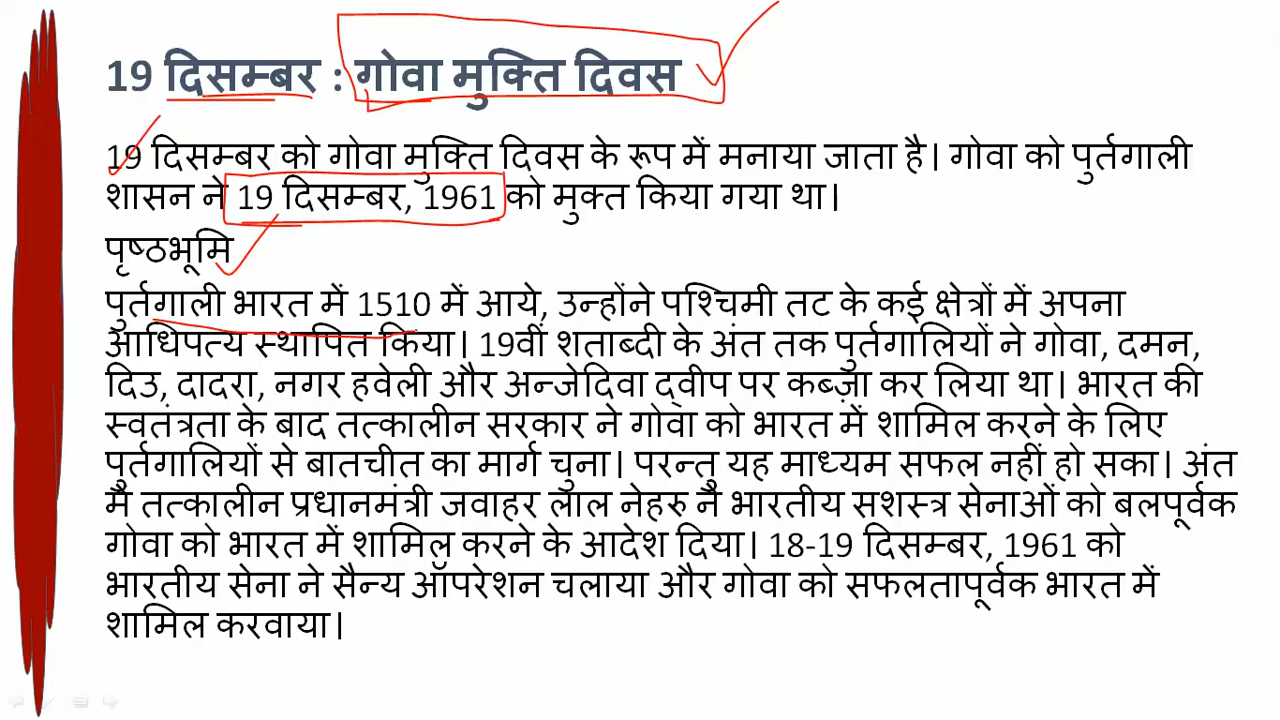 19 दिसम्बर : गोवा मुक्ति दिवस
19 दिसम्बर को गोवा मुक्ति दिवस के रूप में मनाया जाता है। गोवा को पुर्तगाली
शासन ने 19 दिसम्बर, 1961 को मुक्त किया गया था।
पृष्ठभूमि
पुर्तगाली भारत में 1510 में आये, उन्होंने पश्चिमी तट के कई क्षेत्रों में अपना
आधिपत्य स्थापित किया। 19वीं शताब्दी के अंत तक पुर्तगालियों ने गोवा, दमन,
दिउ, दादरा, नगर हवेली और अन्जेदिवा द्वीप पर कब्ज़ा कर लिया था। भारत की
स्वतंत्रता के बाद तत्कालीन सरकार ने गोवा को भारत में शामिल करने के लिए
पुर्तगालियों से बातचीत का मार्ग चुना। परन्तु यह माध्यम सफल नहीं हो सका। अंत
में तत्कालीन प्रधानमंत्री जवाहर लाल नेहरु ने भारतीय सशस्त्र सेनाओं को बलपूर्वक
गोवा को भारत में शामिल करने के आदेश दिया। 18-19 दिसम्बर, 1961 को
भारतीय सेना ने सैन्य ऑपरेशन चलाया और गोवा को सफलतापूर्वक भारत में
शामिल करवाया।